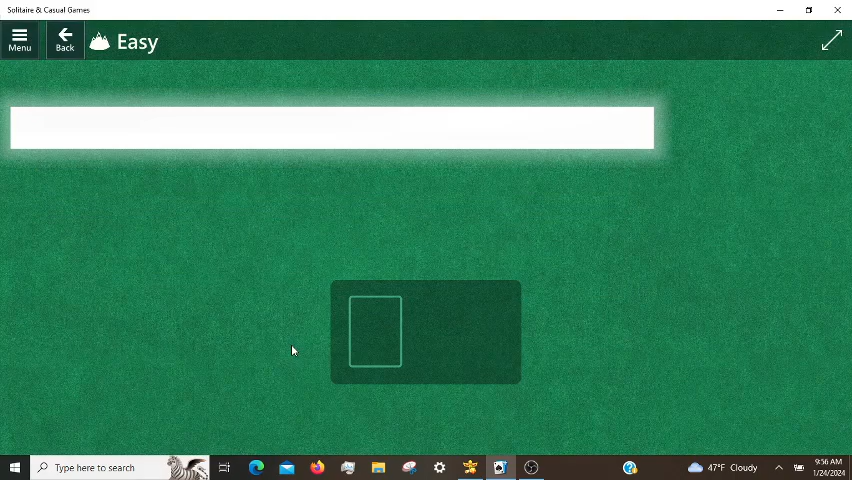 Solitaire & Casual Games
Menu
Back
Easy
Type here to search
47°F Cloudy
9:56 AM
1/24/2024